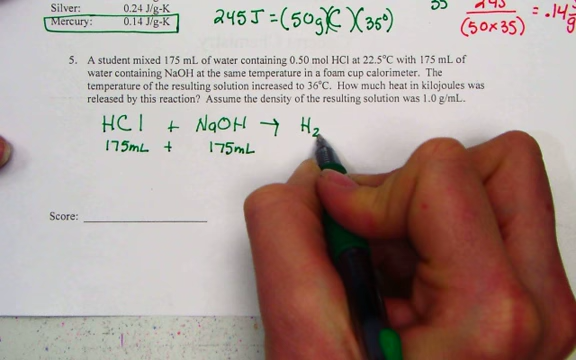 Silver: 0.24 J/g-K
Mercury: 0.14 J/g-K
245J = (50g)(C)(35°)
35
245
(50x35) = .14 J
g
5. A student mixed 175 mL of water containing 0.50 mol HCl at 22.5°C with 175 mL of
water containing NaOH at the same temperature in a foam cup calorimeter. The
temperature of the resulting solution increased to 36°C. How much heat in kilojoules was
released by this reaction? Assume the density of the resulting solution was 1.0 g/mL.
HCl + NaOH → H2
175mL + 175mL
Score: